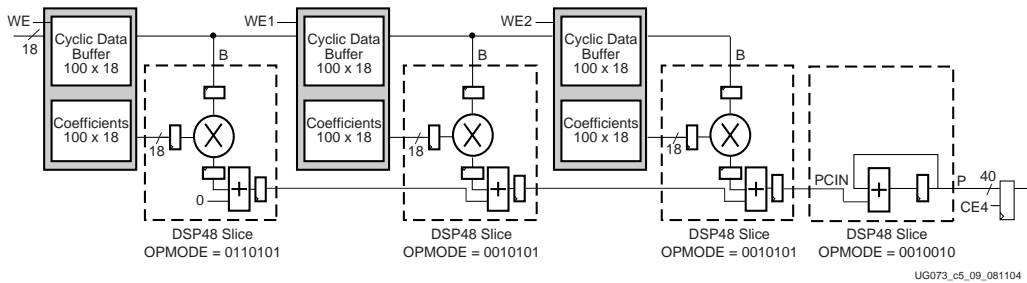 WE
18
Cyclic Data
Buffer
100 x 18
Coefficients
100 x 18
18
B
0
DSP48 Slice
OPMODE = 0110101
WE1
Cyclic Data
Buffer
100 x 18
Coefficients
100 x 18
18
B
DSP48 Slice
OPMODE = 0010101
WE2
Cyclic Data
Buffer
100 x 18
Coefficients
100 x 18
18
B
DSP48 Slice
OPMODE = 0010101
PCIN
P
40
CE4
DSP48 Slice
OPMODE = 0010010
UG073_c5_09_081104